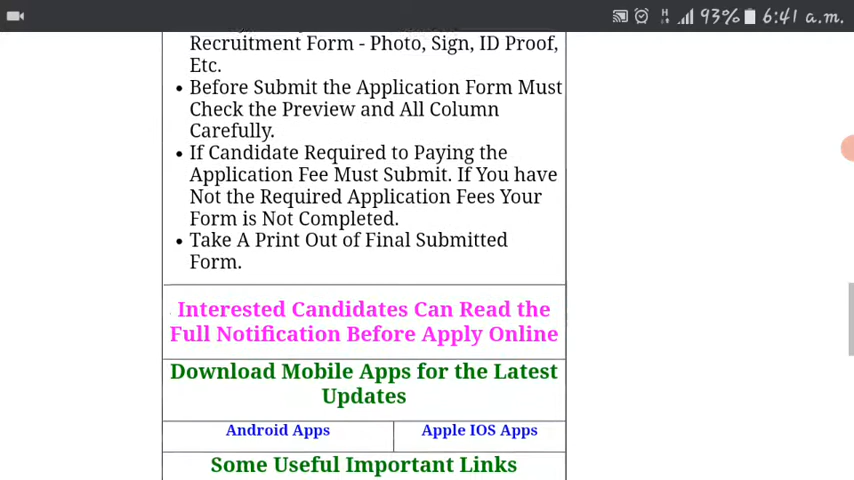 93% 6:41 a.m.
Recruitment Form - Photo, Sign, ID Proof,
Etc.
• Before Submit the Application Form Must
Check the Preview and All Column
Carefully.
• If Candidate Required to Paying the
Application Fee Must Submit. If You have
Not the Required Application Fees Your
Form is Not Completed.
• Take A Print Out of Final Submitted
Form.
Interested Candidates Can Read the
Full Notification Before Apply Online
Download Mobile Apps for the Latest
Updates
Android Apps Apple IOS Apps
Some Useful Important Links